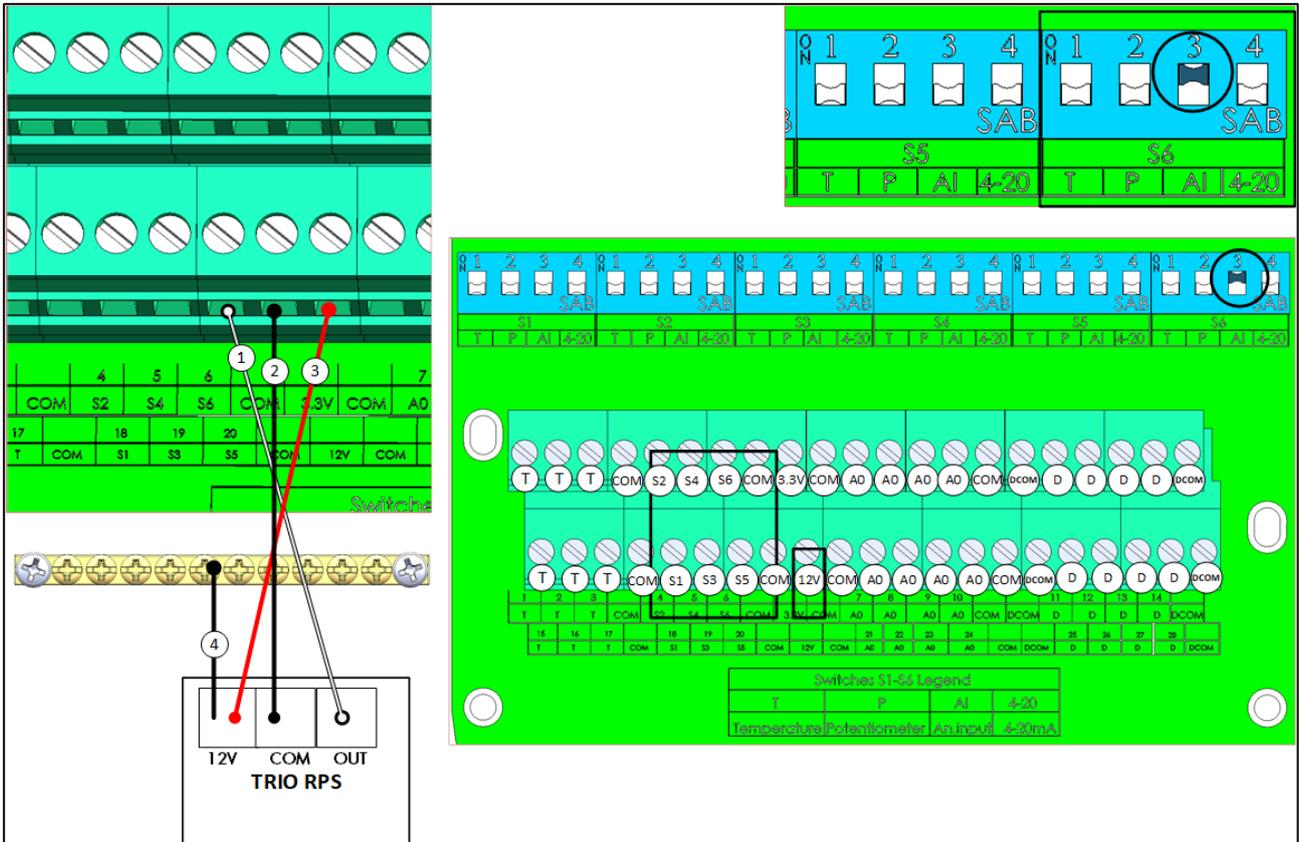 O N 1 2 3 4 O N 1 2 3 4
SAB SAB
S5 S6
T P AI 4-20 T P AI 4-20
1 2 3
4 5 6 7
COM S2 S4 S6 COM 3.3V COM A0
17 18 19 20
T COM S1 S3 S5 COM 12V COM
Switche
4
12V COM OUT
TRIO RPS
O N 1 2 3 4 O N 1 2 3 4 O N 1 2 3 4 O N 1 2 3 4 O N 1 2 3 4 O N 1 2 3 4
SAB SAB SAB SAB SAB SAB
S1 S2 S3 S4 S5 S6
T P AI 4-20 T P AI 4-20 T P AI 4-20 T P AI 4-20 T P AI 4-20 T P AI 4-20
T T T COM S2 S4 S6 COM 3.3V COM A0 A0 A0 A0 COM DCOM D D D D DCOM
T T T COM S1 S3 S5 COM 12V COM A0 A0 A0 A0 COM DCOM D D D D DCOM
1 2 3 4 5 6 7 8 9 10 11 12 13 14
T T T COM S2 S4 S6 COM 3.3V COM A0 A0 A0 A0 COM DCOM D D D D DCOM
15 16 17 18 19 20 21 22 23 24 25 26 27 28
T T T COM S1 S3 S5 COM 12V COM A0 A0 A0 A0 COM DCOM D D D D DCOM
Switches S1-S6 Legend
T P AI 4-20
Temperature Potentiometer An.Input 4-20mA